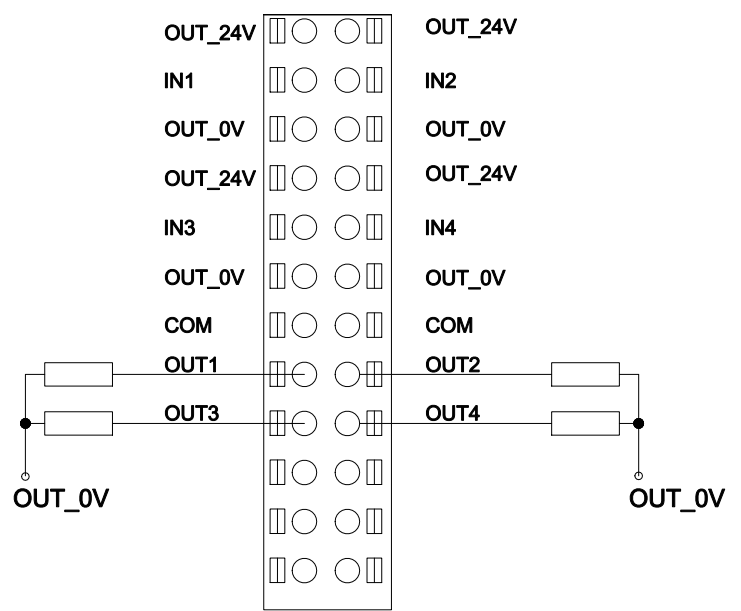 OUT_24V OUT_24V
IN1 IN2
OUT_0V OUT_0V
OUT_24V OUT_24V
IN3 IN4
OUT_0V OUT_0V
COM COM
OUT1 OUT2
OUT3 OUT4
OUT_0V OUT_0V